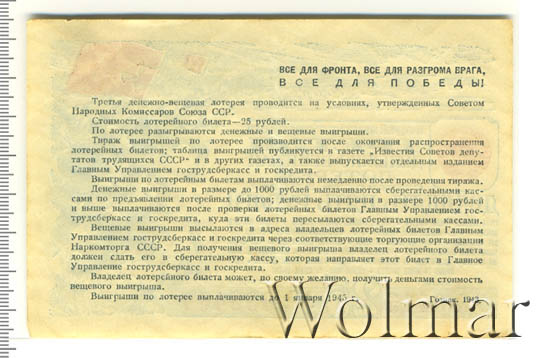 ВСЕ ДЛЯ ФРОНТА, ВСЕ ДЛЯ РАЗГРОМА ВРАГА,
ВСЕ ДЛЯ ПОБЕДЫ!
Третья денежно-вещевая лотерея проводится на условиях, утвержденных Советом
Народных Комиссаров Союза ССР.
Стоимость лотерейного билета—25 рублей.
По лотерее разыгрываются денежные и вещевые выигрыши.
Тираж выигрышей по лотерее производится после окончания распространения
лотерейных билетов; таблица выигрышей публикуется в газете „Известия Советов депу-
татов трудящихся СССР" и в других газетах, а также выпускается отдельным изданием
Главным Управлением гострудсберкасс и госкредита.
Выигрыши по лотерейным билетам выплачиваются немедленно после проведения тиража.
Денежные выигрыши в размере до 1000 рублей выплачиваются сберегательными кас-
сами по предъявлении лотерейных билетов; денежные выигрыши в размере 1000 рублей
и выше выплачиваются после проверки лотерейных билетов Главным Управлением гос-
трудсберкасс и госкредита, куда эти билеты пересылаются сберегательными кассами.
Вещевые выигрыши высылаются в адреса владельцев лотерейных билетов Главным
Управлением гострудсберкасс и госкредита через соответствующие торгующие организации
Наркомторга СССР. Для получения вещевого выигрыша владелец лотерейного билета
должен сдать его в сберегательную кассу, которая направляет этот билет в Главное
Управление гострудсберкасс и госкредита.
Владелец лотерейного билета может, по своему желанию, получить деньгами стоимость
вещевого выигрыша.
Выигрыши по лотерее выплачиваются до 1 января 1945 г. Гознак. 1943.
Wolmar